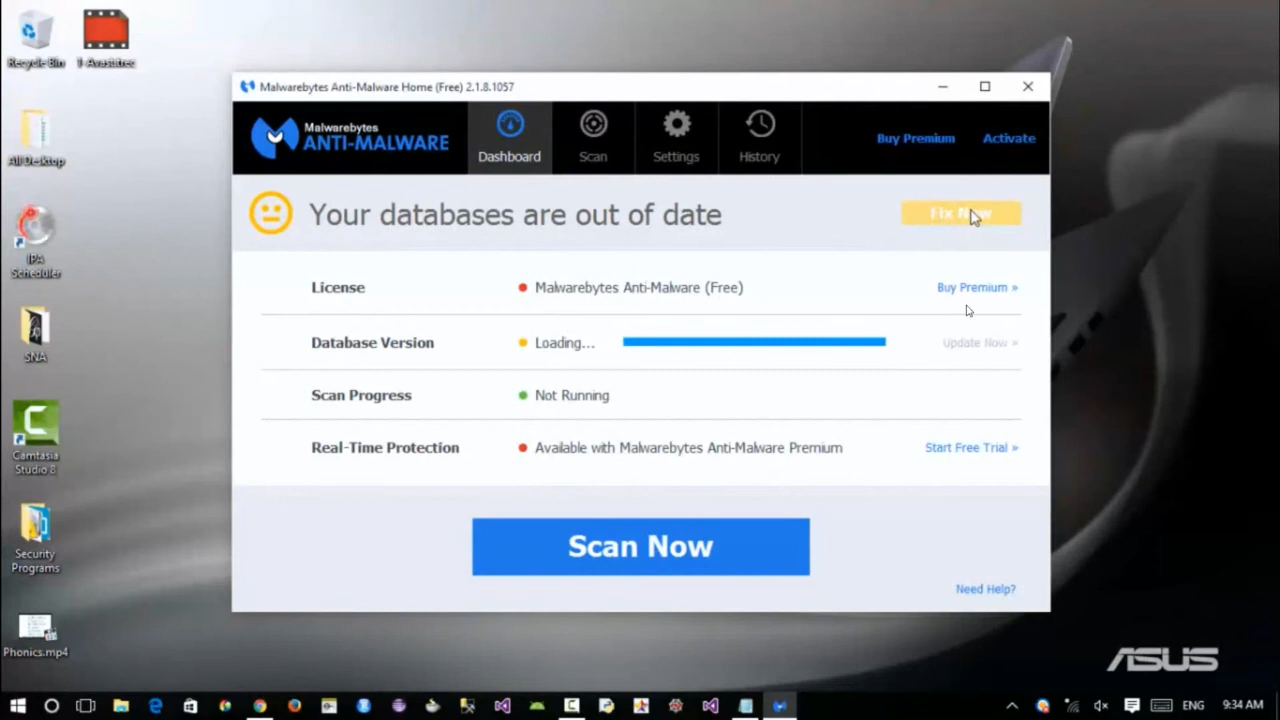 Recycle Bin
1-Avastitrec
All Desktop
IPA
Scheduler
SNA
Camtasia
Studio 8
Security
Programs
Phonics.mp4
Malwarebytes Anti-Malware Home (Free) 2.1.8.1057
Malwarebytes
ANTI-MALWARE
Dashboard
Scan
Settings
History
Buy Premium
Activate
Your databases are out of date
Fix Now
License
Malwarebytes Anti-Malware (Free)
Buy Premium »
Database Version
Loading...
Update Now »
Scan Progress
Not Running
Real-Time Protection
Available with Malwarebytes Anti-Malware Premium
Start Free Trial »
Scan Now
Need Help?
ASUS
ENG
9:34 AM